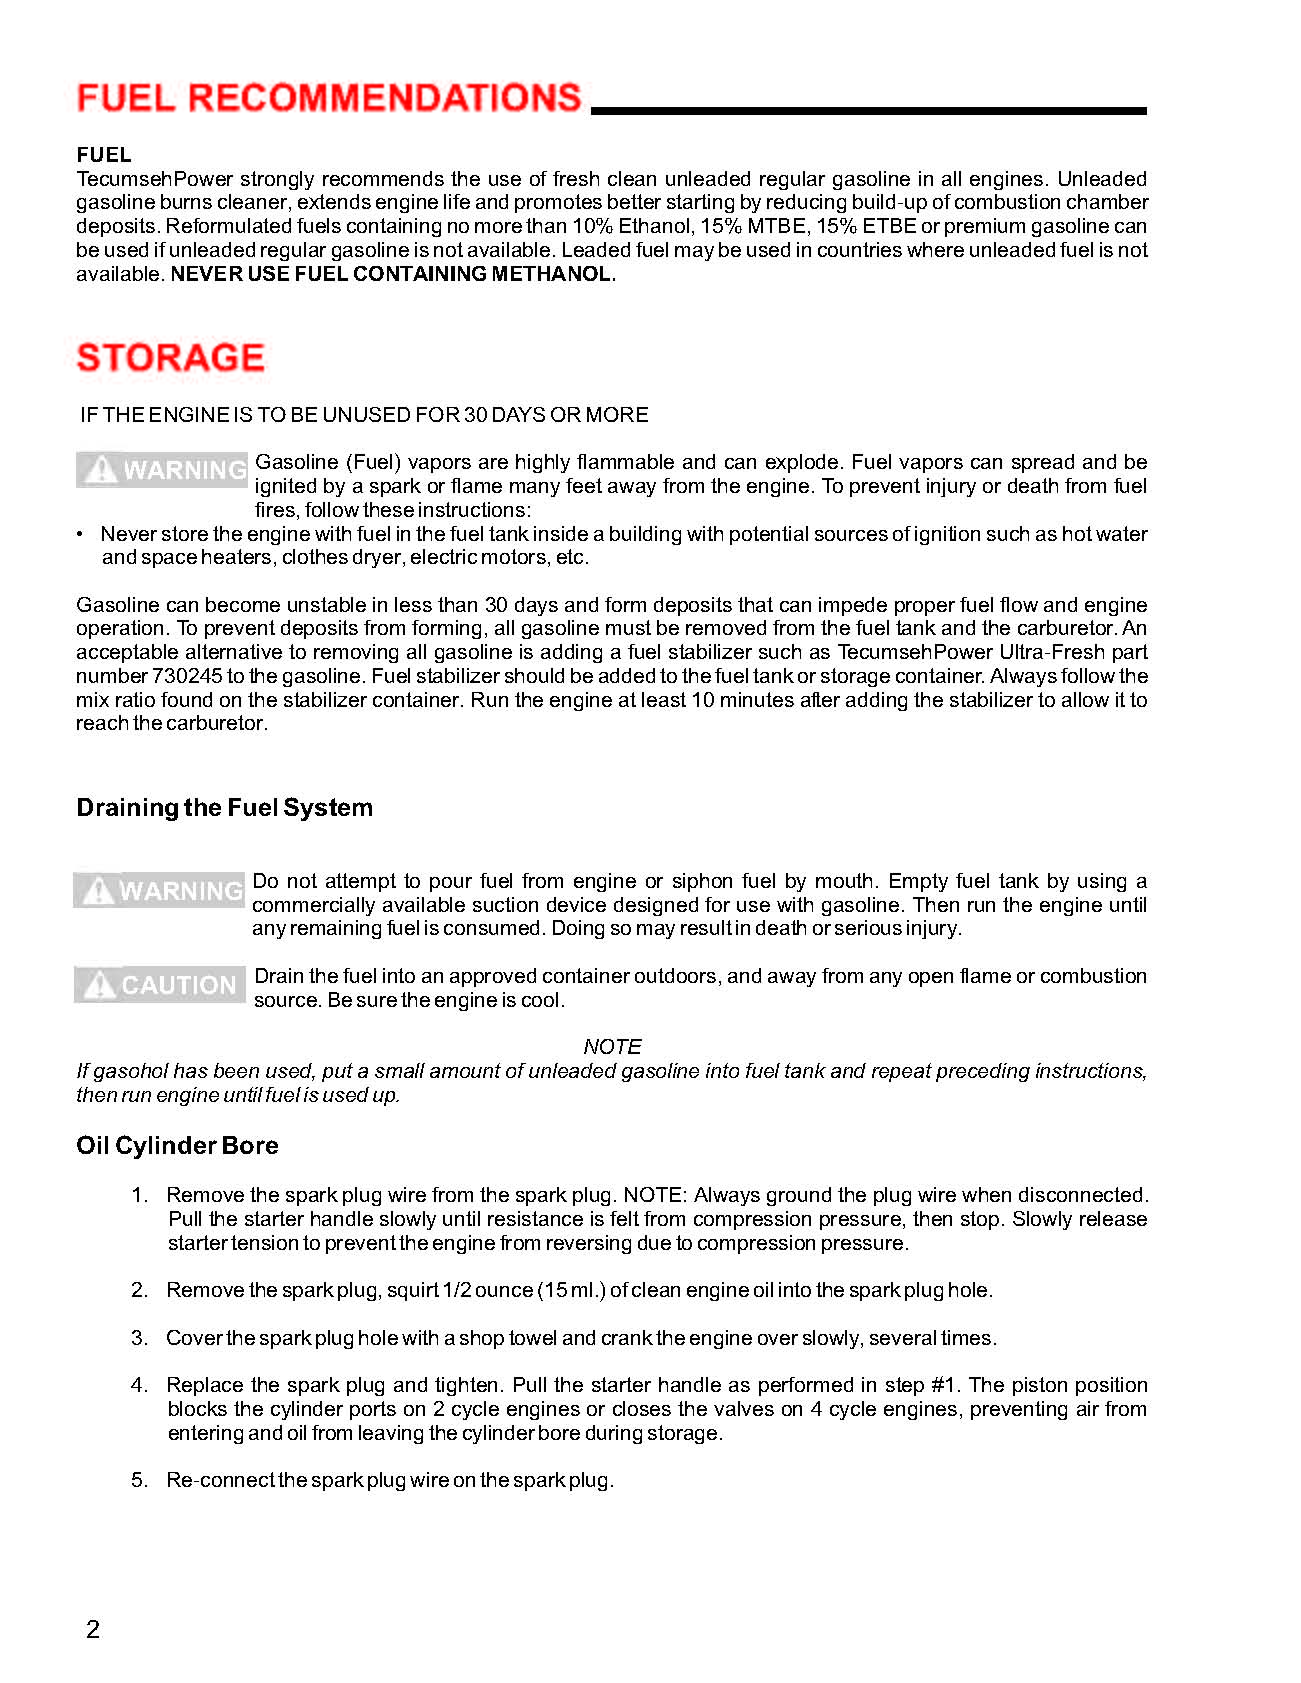 FUEL RECOMMENDATIONS
FUEL
TecumsehPower strongly recommends the use of fresh clean unleaded regular gasoline in all engines. Unleaded
gasoline burns cleaner, extends engine life and promotes better starting by reducing build-up of combustion chamber
deposits. Reformulated fuels containing no more than 10% Ethanol, 15% MTBE, 15% ETBE or premium gasoline can
be used if unleaded regular gasoline is not available. Leaded fuel may be used in countries where unleaded fuel is not
available. NEVER USE FUEL CONTAINING METHANOL.
STORAGE
IF THE ENGINE IS TO BE UNUSED FOR 30 DAYS OR MORE
WARNING Gasoline (Fuel) vapors are highly flammable and can explode. Fuel vapors can spread and be
ignited by a spark or flame many feet away from the engine. To prevent injury or death from fuel
fires, follow these instructions:
• Never store the engine with fuel in the fuel tank inside a building with potential sources of ignition such as hot water
and space heaters, clothes dryer, electric motors, etc.
Gasoline can become unstable in less than 30 days and form deposits that can impede proper fuel flow and engine
operation. To prevent deposits from forming, all gasoline must be removed from the fuel tank and the carburetor. An
acceptable alternative to removing all gasoline is adding a fuel stabilizer such as TecumsehPower Ultra-Fresh part
number 730245 to the gasoline. Fuel stabilizer should be added to the fuel tank or storage container. Always follow the
mix ratio found on the stabilizer container. Run the engine at least 10 minutes after adding the stabilizer to allow it to
reach the carburetor.
Draining the Fuel System
WARNING Do not attempt to pour fuel from engine or siphon fuel by mouth. Empty fuel tank by using a
commercially available suction device designed for use with gasoline. Then run the engine until
any remaining fuel is consumed. Doing so may result in death or serious injury.
CAUTION Drain the fuel into an approved container outdoors, and away from any open flame or combustion
source. Be sure the engine is cool.
NOTE
If gasohol has been used, put a small amount of unleaded gasoline into fuel tank and repeat preceding instructions,
then run engine until fuel is used up.
Oil Cylinder Bore
1. Remove the spark plug wire from the spark plug. NOTE: Always ground the plug wire when disconnected.
Pull the starter handle slowly until resistance is felt from compression pressure, then stop. Slowly release
starter tension to prevent the engine from reversing due to compression pressure.
2. Remove the spark plug, squirt 1/2 ounce (15 ml.) of clean engine oil into the spark plug hole.
3. Cover the spark plug hole with a shop towel and crank the engine over slowly, several times.
4. Replace the spark plug and tighten. Pull the starter handle as performed in step #1. The piston position
blocks the cylinder ports on 2 cycle engines or closes the valves on 4 cycle engines, preventing air from
entering and oil from leaving the cylinder bore during storage.
5. Re-connect the spark plug wire on the spark plug.
2